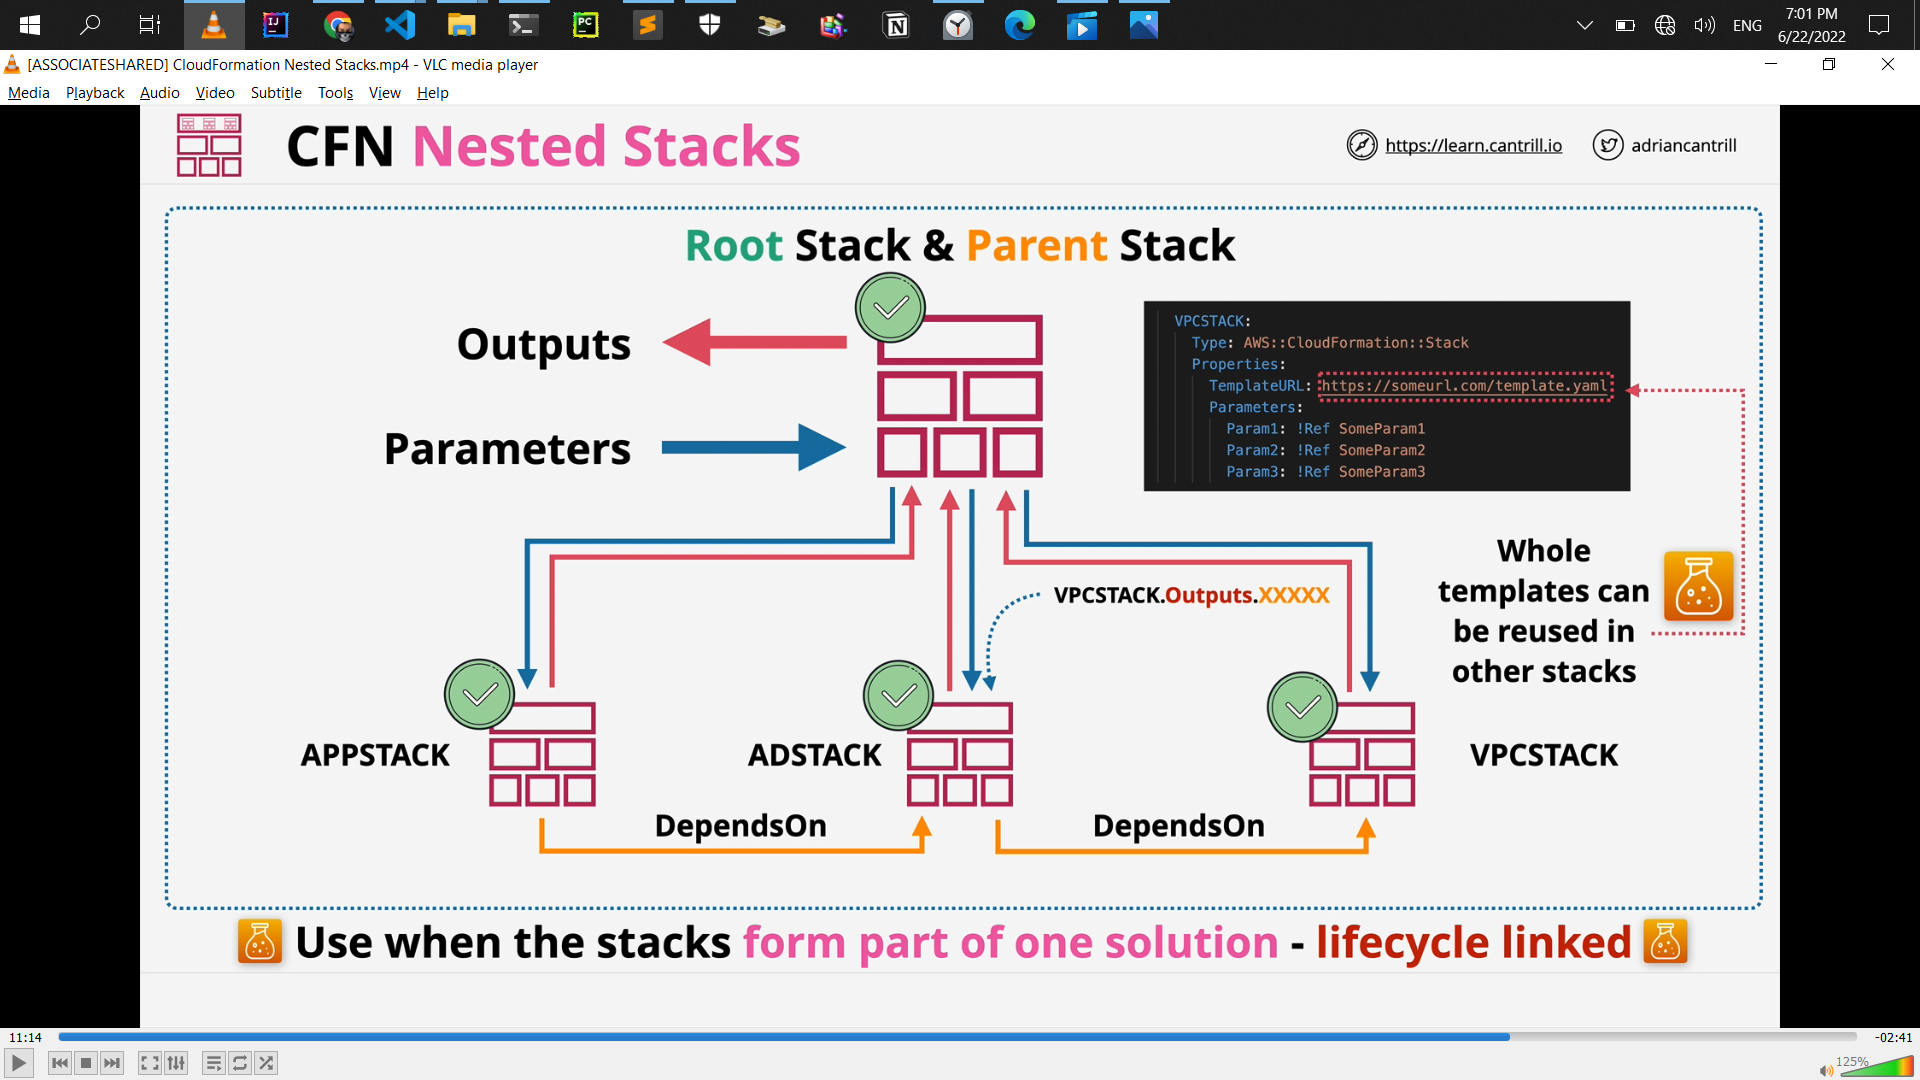 ENG
7:01 PM
6/22/2022
[ASSOCIATESHARED] CloudFormation Nested Stacks.mp4 - VLC media player
Media Playback Audio Video Subtitle Tools View Help
CFN Nested Stacks
https://learn.cantrill.io
adriancantrill
Root Stack & Parent Stack
Outputs
Parameters
VPCSTACK:
Type: AWS::CloudFormation::Stack
Properties:
TemplateURL: https://someurl.com/template.yaml
Parameters:
Param1: !Ref SomeParam1
Param2: !Ref SomeParam2
Param3: !Ref SomeParam3
Whole
templates can
be reused in
other stacks
VPCSTACK.Outputs.XXXXX
APPSTACK
ADSTACK
VPCSTACK
DependsOn
DependsOn
Use when the stacks form part of one solution - lifecycle linked
11:14
-02:41
125%